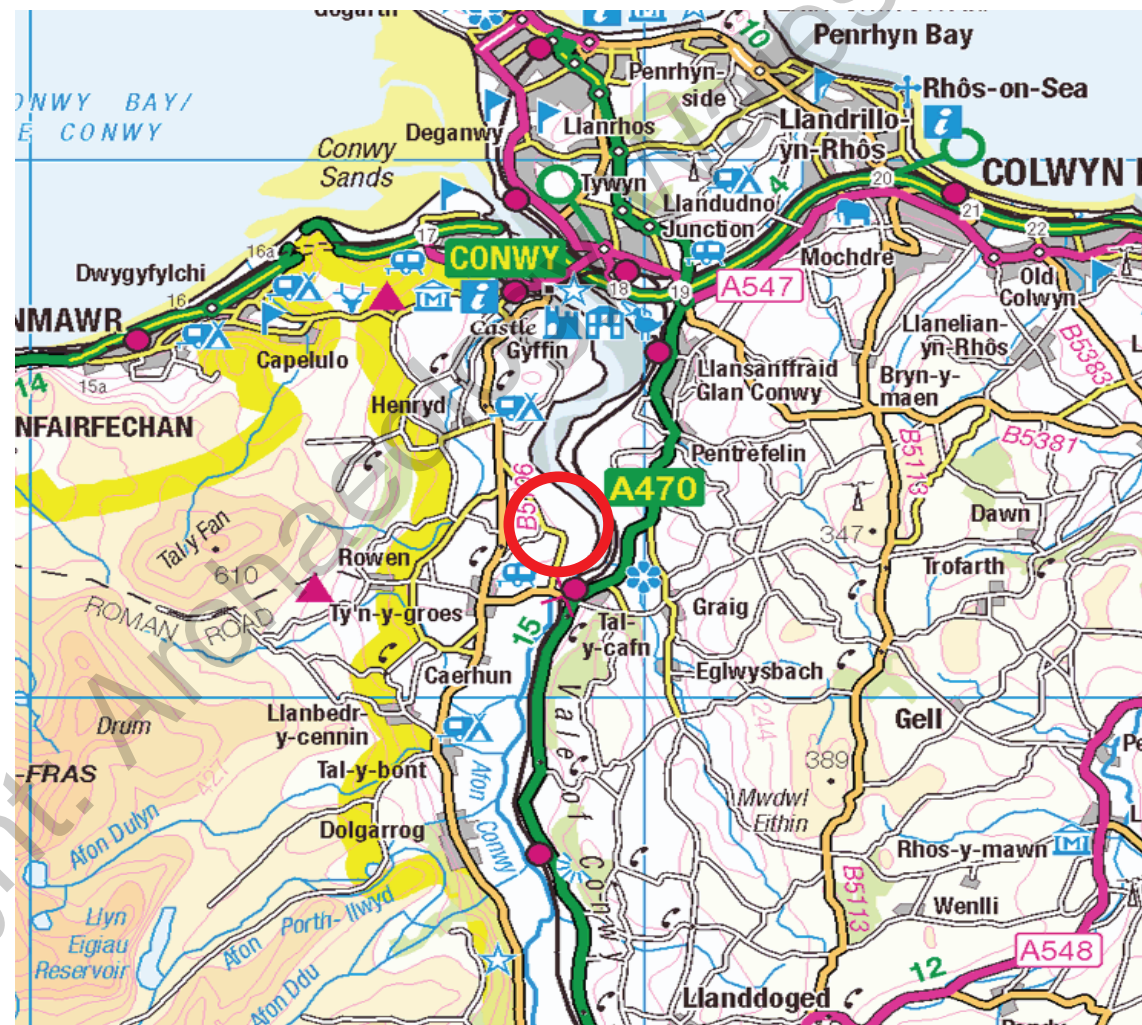 10
Penrhyn Bay
Penrhyn-
side
Rhôs-on-Sea
CONWY BAY/
E CONWY
Deganwy
Llanrhos
Llandrillo-
yn-Rhôs
i
Conwy
Sands
Tywyn
4
20
COLWYN
Llandudno
Junction
21
17
22
16a
CONWY
Mochdre
Dwygyfylchi
18
19
A547
Old
Colwyn
16
M
i
NMAWR
Castle
Gyffin
Llanelian-
yn-Rhôs
B5383
Capelulo
14
15a
Llansanffraid
Glan Conwy
Bryn-y-
maen
Henryd
NFAIRFECHAN
B5381
Pentrefelin
B5113
A470
Tal y Fan
347
Dawn
610
Rowen
Trofarth
ROMAN ROAD
Ty'n-y-groes
Graig
15
Tal-
y-cafn
Caerhun
Eglwysbach
Llanbedr-
y-cennin
Vale of Conwy
244
Gell
Drum
-FRAS
427
Tal-y-bont
389
Afon Conwy
Mwdwl
Eithin
Afon Dulyn
Dolgarrog
Rhos-y-mawn
M
B5113
Llyn
Eigiau
Reservoir
Afon Porth-llwyd
Wenlli
A548
Afon Ddu
12
Llanddoged